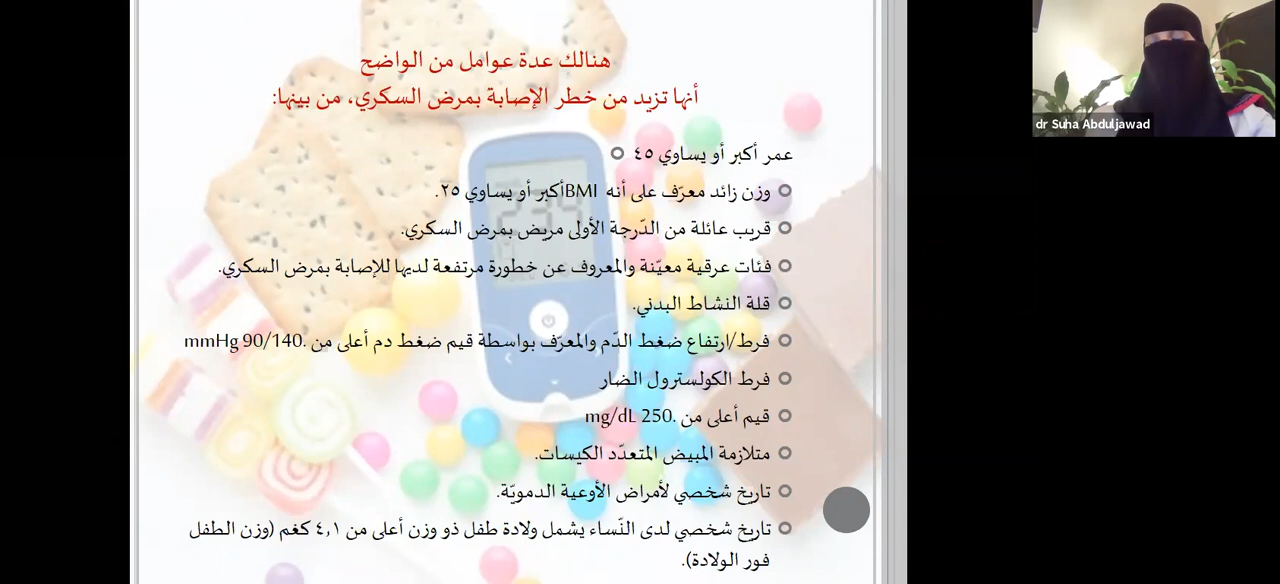 هنالك عدة عوامل من الواضح
أنها تزيد من خطر الإصابة بمرض السكري، من بينها:
dr Suha Abduljawad
عمر أكبر أو يساوي ٤٥
وزن زائد معرّف على أنه BMIأكبر أو يساوي ٢٥.
قريب عائلة من الدّرجة الأولى مريض بمرض السكري.
فئات عرقية معيّنة والمعروف عن خطورة مرتفعة لديها للإصابة بمرض السكري.
قلة النشاط البدني.
فرط/ارتفاع ضغط الدّم والمعرّف بواسطة قيم ضغط دم أعلى من .90/140 mmHg
فرط الكولسترول الضار
قيم أعلى من .250 mg/dL
متلازمة المبيض المتعدّد الكيسات.
تاريخ شخصي لأمراض الأوعية الدمويّة.
تاريخ شخصي لدى النّساء يشمل ولادة طفل ذو وزن أعلى من ٤,١ كغم (وزن الطفل
فور الولادة).